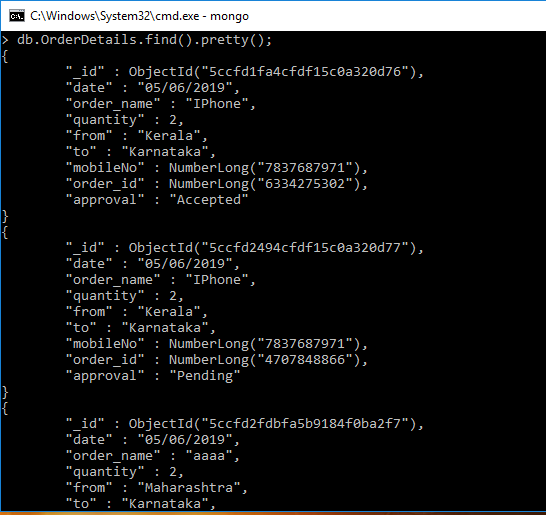 C:\Windows\System32\cmd.exe - mongo
> db.OrderDetails.find().pretty();
{
"_id" : ObjectId("5ccfd1fa4cfdf15c0a320d76"),
"date" : "05/06/2019",
"order_name" : "IPhone",
"quantity" : 2,
"from" : "Kerala",
"to" : "Karnataka",
"mobileNo" : NumberLong("7837687971"),
"order_id" : NumberLong("6334275302"),
"approval" : "Accepted"
}
{
"_id" : ObjectId("5ccfd2494cfdf15c0a320d77"),
"date" : "05/06/2019",
"order_name" : "IPhone",
"quantity" : 2,
"from" : "Kerala",
"to" : "Karnataka",
"mobileNo" : NumberLong("7837687971"),
"order_id" : NumberLong("4707848866"),
"approval" : "Pending"
}
{
"_id" : ObjectId("5ccfd2fdbfa5b9184f0ba2f7"),
"date" : "05/06/2019",
"order_name" : "aaaa",
"quantity" : 2,
"from" : "Maharashtra",
"to" : "Karnataka",